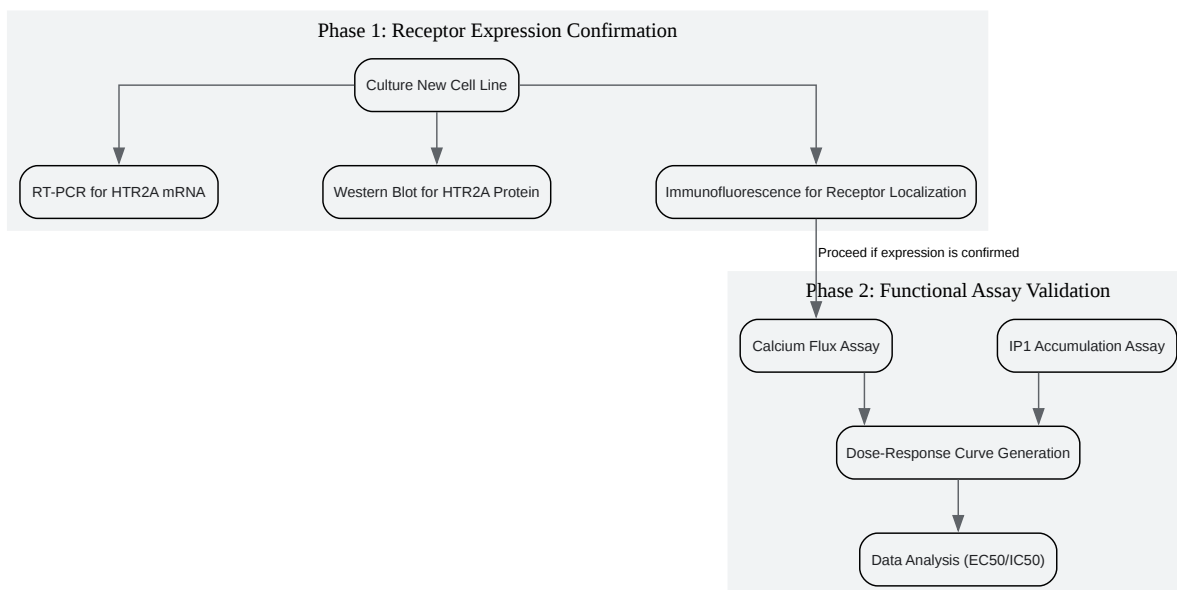 Phase 1: Receptor Expression Confirmation
Culture New Cell Line
RT-PCR for HTR2A mRNA
Western Blot for HTR2A Protein
Immunofluorescence for Receptor Localization
Proceed if expression is confirmed
Phase 2: Functional Assay Validation
Calcium Flux Assay
IP1 Accumulation Assay
Dose-Response Curve Generation
Data Analysis (EC50/IC50)